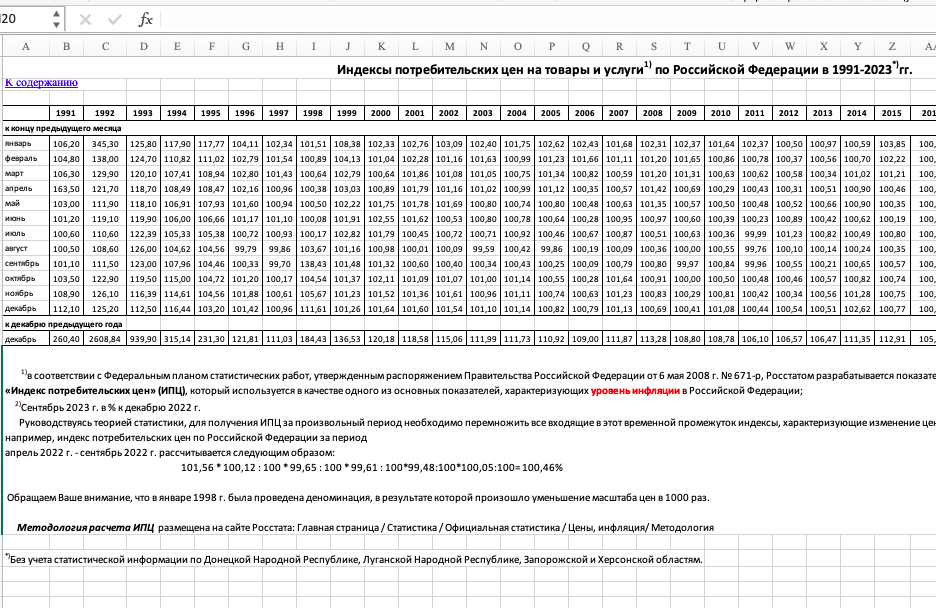 120 fx
A B C D E F G H I J K L M N O P Q R S T U V W X Y Z
Индексы потребительских цен на товары и услуги1) по Российской Федерации в 1991-2023*)гг.
К содержанию
1991 1992 1993 1994 1995 1996 1997 1998 1999 2000 2001 2002 2003 2004 2005 2006 2007 2008 2009 2010 2011 2012 2013 2014 2015 201
к концу предыдущего месяца
январь 106,20 345,30 125,80 117,90 117,77 104,11 102,34 101,51 108,38 102,33 102,76 103,09 102,40 101,75 102,62 102,43 101,68 102,31 102,37 101,64 102,37 100,50 100,97 100,59 103,85 100,
февраль 104,80 138,00 124,70 110,82 111,02 102,79 101,54 100,89 104,13 101,04 102,28 101,16 101,63 100,99 101,23 101,66 101,11 101,20 101,65 100,86 100,78 100,37 100,56 100,70 102,22 100,
март 106,30 129,90 120,10 107,41 108,94 102,80 101,43 100,64 102,79 100,64 101,86 101,08 101,05 100,75 101,34 100,82 100,59 101,20 101,31 100,63 100,62 100,58 100,34 101,02 101,21 100,
апрель 163,50 121,70 118,70 108,49 108,47 102,16 100,96 100,38 103,03 100,89 101,79 101,16 101,02 100,99 101,12 100,35 100,57 101,42 100,69 100,29 100,43 100,31 100,51 100,90 100,46 100,
май 103,00 111,90 118,10 106,91 107,93 101,60 100,94 100,50 102,22 101,75 101,78 101,69 100,80 100,74 100,80 100,48 100,63 101,35 100,57 100,50 100,48 100,52 100,66 100,90 100,35 100,
июнь 101,20 119,10 119,90 106,00 106,66 101,17 101,10 100,08 101,91 102,55 101,62 100,53 100,80 100,78 100,64 100,28 100,95 100,97 100,60 100,39 100,23 100,89 100,42 100,62 100,19 100,
июль 100,60 110,60 122,39 105,33 105,38 100,72 100,93 100,17 102,82 101,79 100,45 100,72 100,71 100,92 100,46 100,67 100,87 100,51 100,63 100,36 99,99 101,23 100,82 100,49 100,80 100,
август 100,50 108,60 126,00 104,62 104,56 99,79 99,86 103,67 101,16 100,98 100,01 100,09 99,59 100,42 99,86 100,19 100,09 100,36 100,00 100,55 99,76 100,10 100,14 100,24 100,35 100,
сентябрь 101,10 111,50 123,00 107,96 104,46 100,33 99,70 138,43 101,48 101,32 100,60 100,40 100,34 100,43 100,25 100,09 100,79 100,80 99,97 100,84 99,96 100,55 100,21 100,65 100,57 100,
октябрь 103,50 122,90 119,50 115,00 104,72 101,20 100,17 104,54 101,37 102,11 101,09 101,07 101,00 101,14 100,55 100,28 101,64 100,91 100,00 100,50 100,48 100,46 100,57 100,82 100,74 100,
ноябрь 108,90 126,10 116,39 114,61 104,56 101,88 100,61 105,67 101,23 101,52 101,36 101,61 100,96 101,11 100,74 100,63 101,23 100,83 100,29 100,81 100,42 100,34 100,56 101,28 100,75 100,
декабрь 112,10 125,20 112,50 116,44 103,20 101,42 100,96 111,61 101,26 101,64 101,60 101,54 101,10 101,14 100,82 100,79 101,13 100,69 100,41 101,08 100,44 100,54 100,51 102,62 100,77 100,
к декабрю предыдущего года
декабрь 260,40 2608,84 939,90 315,14 231,30 121,81 111,03 184,43 136,53 120,18 118,58 115,06 111,99 111,73 110,92 109,00 111,87 113,28 108,80 108,78 106,10 106,57 106,47 111,35 112,91 105,
1)в соответствии с Федеральным планом статистических работ, утвержденным распоряжением Правительства Российской Федерации от 6 мая 2008 г. № 671-р, Росстатом разрабатывается показате
«Индекс потребительских цен» (ИПЦ), который используется в качестве одного из основных показателей, характеризующих уровень инфляции в Российской Федерации;
2)Сентябрь 2023 г. в % к декабрю 2022 г.
Руководствуясь теорией статистики, для получения ИПЦ за произвольный период необходимо перемножить все входящие в этот временной промежуток индексы, характеризующие изменение цен
например, индекс потребительских цен по Российской Федерации за период
апрель 2022 г. - сентябрь 2022 г. рассчитывается следующим образом:
101,56 * 100,12 : 100 * 99,65 : 100 * 99,61 : 100*99,48:100*100,05:100= 100,46%
Обращаем Ваше внимание, что в январе 1998 г. была проведена деноминация, в результате которой произошло уменьшение масштаба цен в 1000 раз.
Методология расчета ИПЦ размещена на сайте Росстата: Главная страница / Статистика / Официальная статистика / Цены, инфляция/ Методология
*)Без учета статистической информации по Донецкой Народной Республике, Луганской Народной Республике, Запорожской и Херсонской областям.